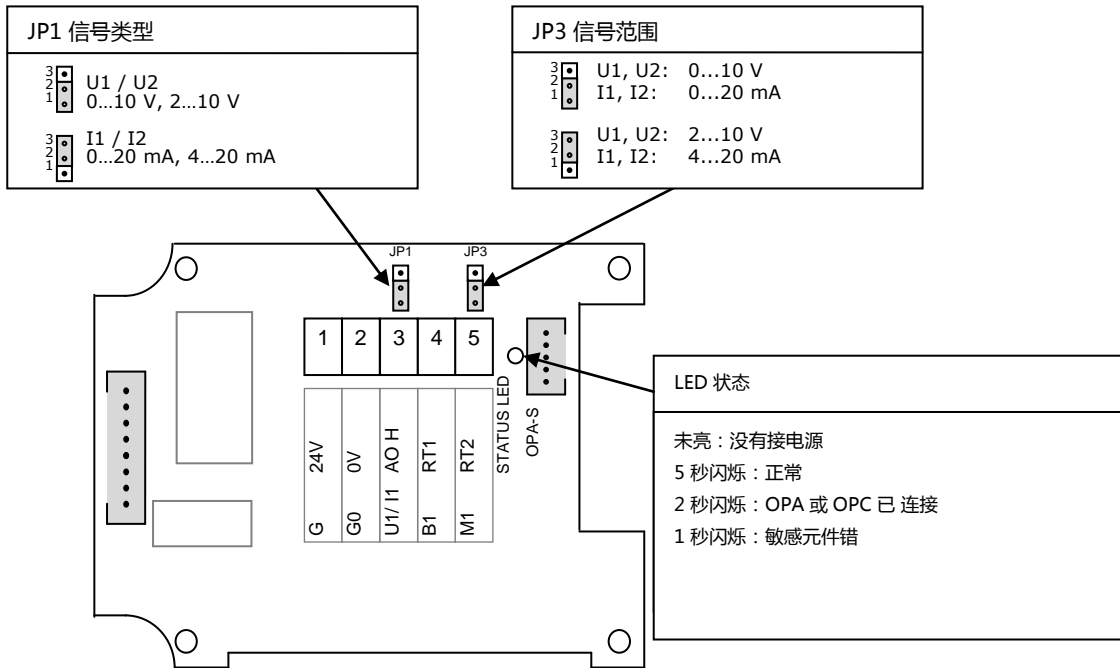 JP1 信号类型
3
2
1
U1 / U2
0...10 V, 2...10 V
3
2
1
I1 / I2
0...20 mA, 4...20 mA
JP3 信号范围
3
2
1
U1, U2: 0...10 V
I1, I2: 0...20 mA
3
2
1
U1, U2: 2...10 V
I1, I2: 4...20 mA
JP1
JP3
1 2 3 4 5
G 24V
G0 0V
U1/ I1 AO H
B1 RT1
M1 RT2
STATUS LED
OPA-S
LED 状态
未亮：没有接电源
5 秒闪烁：正常
2 秒闪烁：OPA 或 OPC 已 连接
1 秒闪烁：敏感元件错